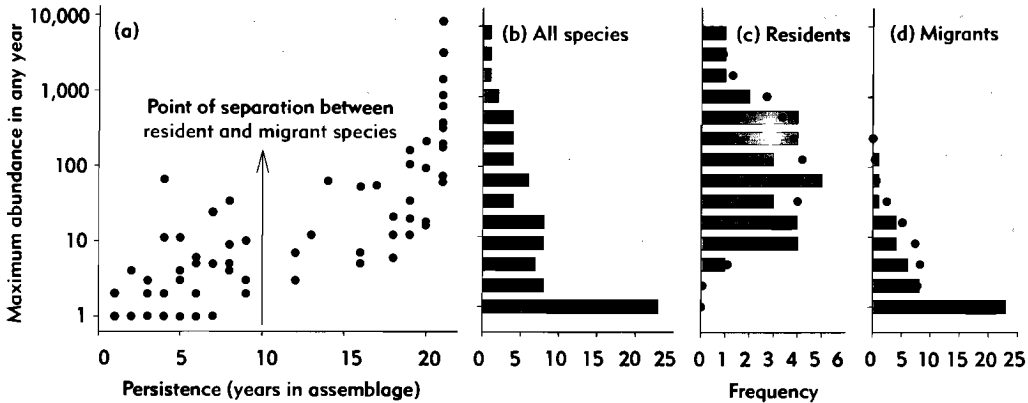 Maximum abundance in any year
10,000
1,000
100
10
1
(a)
Point of separation between
resident and migrant species
0
5
10
15
20
Persistence (years in assemblage)
(b) All species
0 5 10 15 20 25
(c) Residents
0 1 2 3 4 5 6
(d) Migrants
0 5 10 15 20 25
Frequency